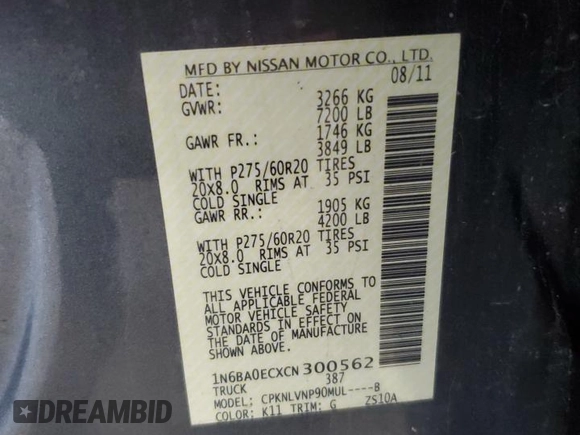 MFD BY NISSAN MOTOR CO., LTD.
DATE: 08/11
GVWR: 3266 KG
7200 LB
GAWR FR.: 1746 KG
3849 LB
WITH P275/60R20 TIRES
20x8.0 RIMS AT 35 PSI
COLD SINGLE
GAWR RR.: 1905 KG
4200 LB
WITH P275/60R20 TIRES
20x8.0 RIMS AT 35 PSI
COLD SINGLE
THIS VEHICLE CONFORMS TO
ALL APPLICABLE FEDERAL
MOTOR VEHICLE SAFETY
STANDARDS IN EFFECT ON
THE DATE OF MANUFACTURE
SHOWN ABOVE.
1N6BA0ECXCN300562
TRUCK 387
MODEL: CPKNLVNP90MUL----B
COLOR: K11 TRIM: G ZS10A
EPICBID
DREAMBID